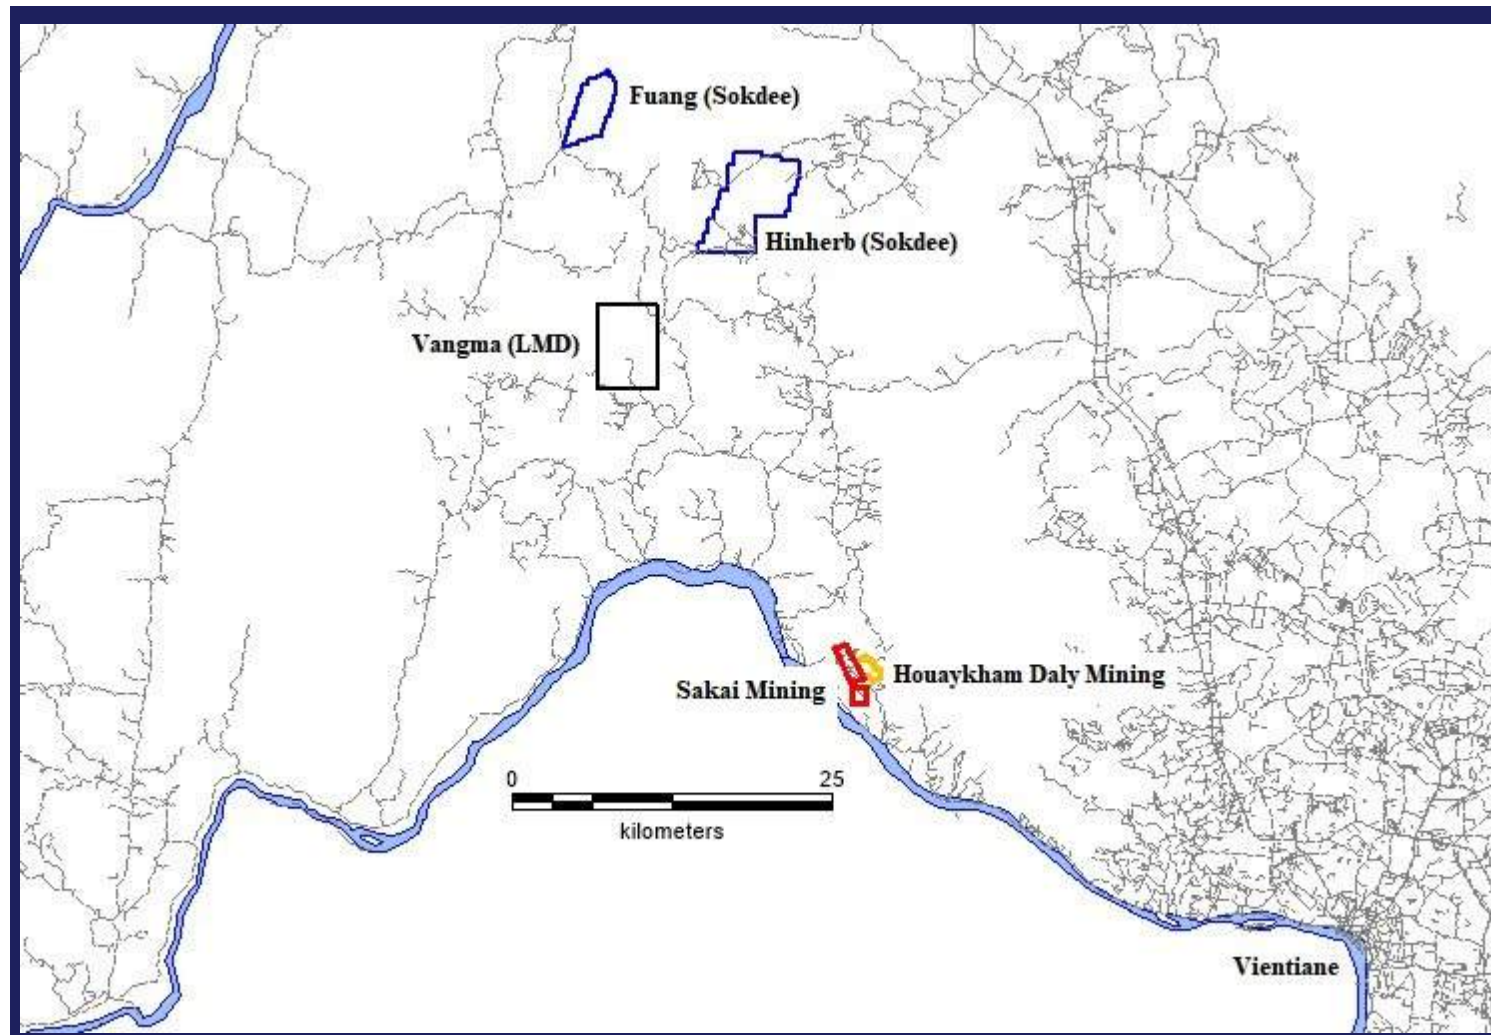 Fuang (Sokdee)
Hinherb (Sokdee)
Vangma (LMD)
Houaykham Daly Mining
Sakai Mining
0 25
kilometers
Vientiane